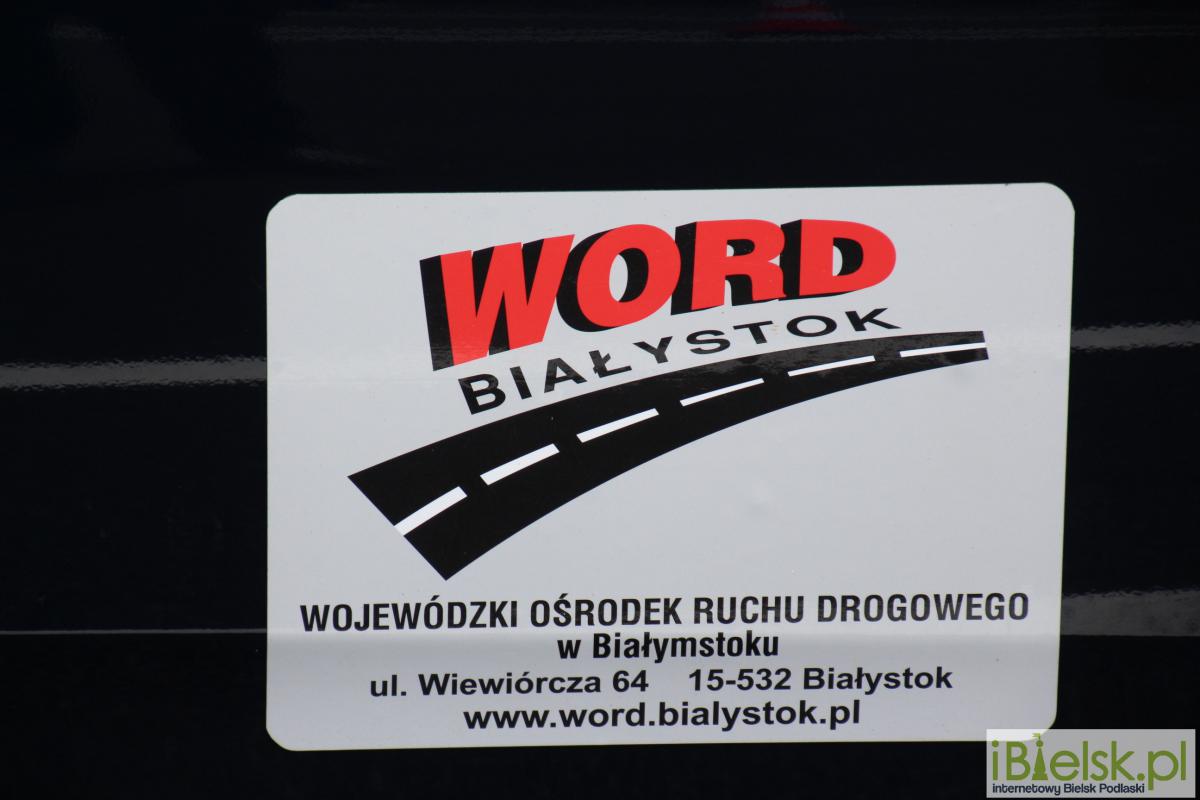 WORD
BIAŁYSTOK
WOJEWÓDZKI OŚRODEK RUCHU DROGOWEGO
w Białymstoku
ul. Wiewiórcza 64 15-532 Białystok
www.word.bialystok.pl
iBielsk.pl
internetowy Bielsk Podlaski